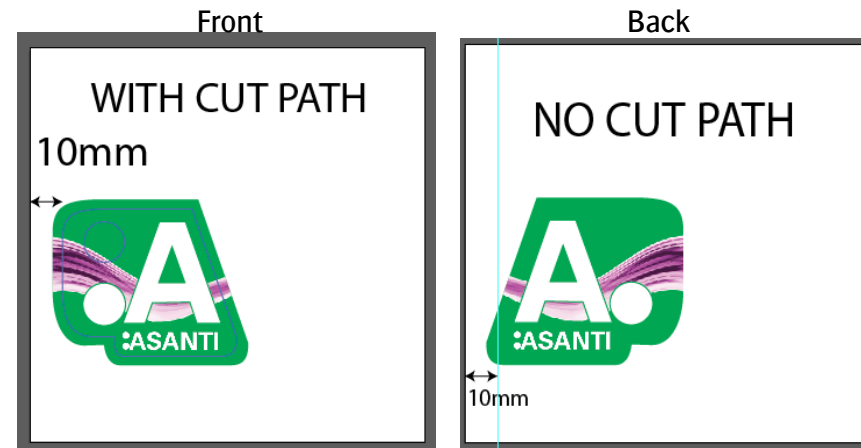 Front
WITH CUT PATH
10mm
A
:ASANTI
Back
NO CUT PATH
A
:ASANTI
10mm